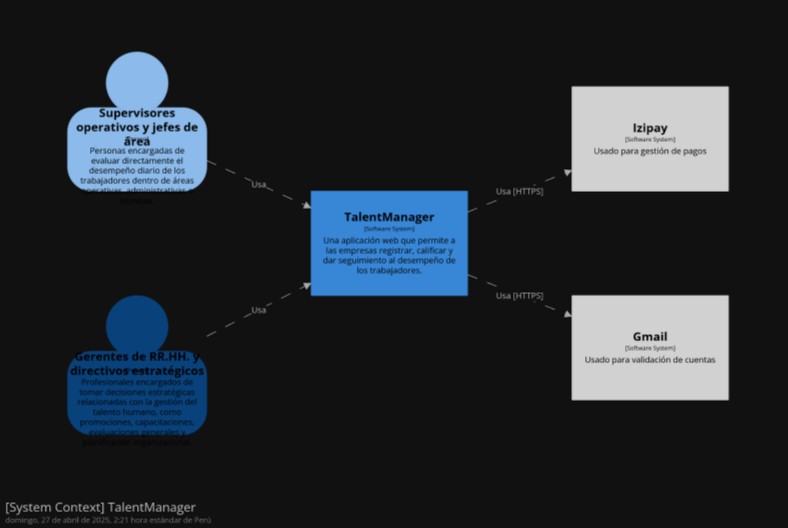 Supervisores
operativos y jefes de
área
Personas encargadas de
evaluar directamente el
desempeño diario de los
trabajadores dentro de áreas
operativas, administrativas o
Usa
TalentManager
[Software System]
Una aplicación web que permite a
las empresas registrar, calificar y
dar seguimiento al desempeño de
los trabajadores.
Usa [HTTPS]
Izipay
[Software System]
Usado para gestión de pagos
Gerentes de RR.HH. y
directivos estratégicos
Profesionales encargados de
tomar decisiones estratégicas
relacionadas con la gestión del
talento humano, como
promociones, capacitaciones,
evaluaciones generales y
Usa
Usa [HTTPS]
Gmail
[Software System]
Usado para validación de cuentas
[System Context] TalentManager
domingo, 27 de abril de 2025, 2:21 hora estándar de Perú